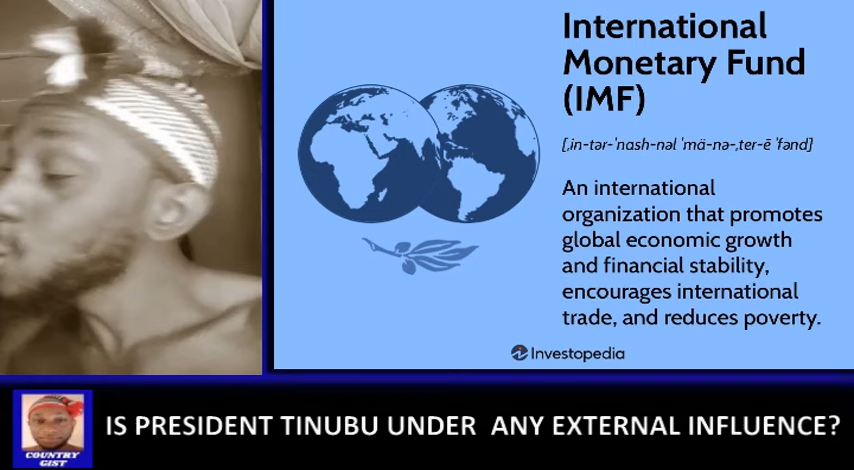 International
Monetary Fund
(IMF)
[ˌin-tər-ˈnash-nəl ˈmä-nə-ˌter-ē ˈfənd]
An international
organization that promotes
global economic growth
and financial stability,
encourages international
trade, and reduces poverty.
Investopedia
IS PRESIDENT TINUBU UNDER ANY EXTERNAL INFLUENCE?
COUNTRY
GIST